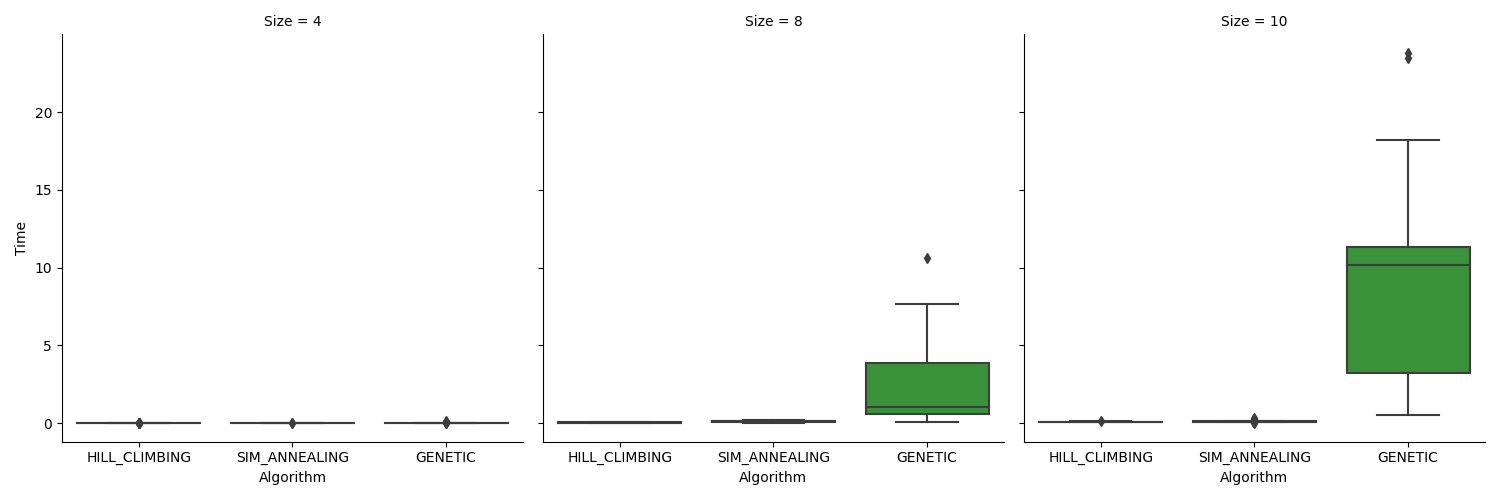 Size = 4
Size = 8
Size = 10
Time
20
15
10
5
0
HILL_CLIMBING SIM_ANNEALING GENETIC
HILL_CLIMBING SIM_ANNEALING GENETIC
HILL_CLIMBING SIM_ANNEALING GENETIC
Algorithm
Algorithm
Algorithm